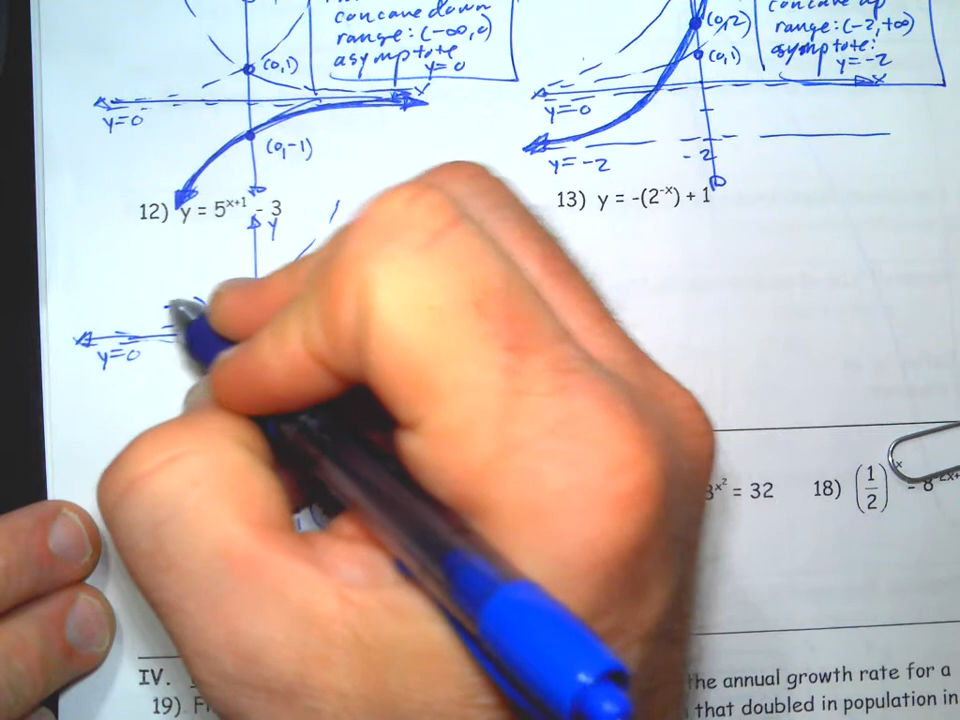 concave down
range: (-∞, 0)
asymptote
y=0
(0,1)
x
y=0
(0,-1)
concave up
range: (-2, +∞)
asymptote:
y=-2
(0,2)
(0,1)
x
y=0
y=-2
-2
12) y = 5^{x+1} - 3
y
y=0
13) y = -(2^{-x}) + 1
= 32
18) (1/2)^x = 8
IV.
the annual growth rate for a
19)
that doubled in population in